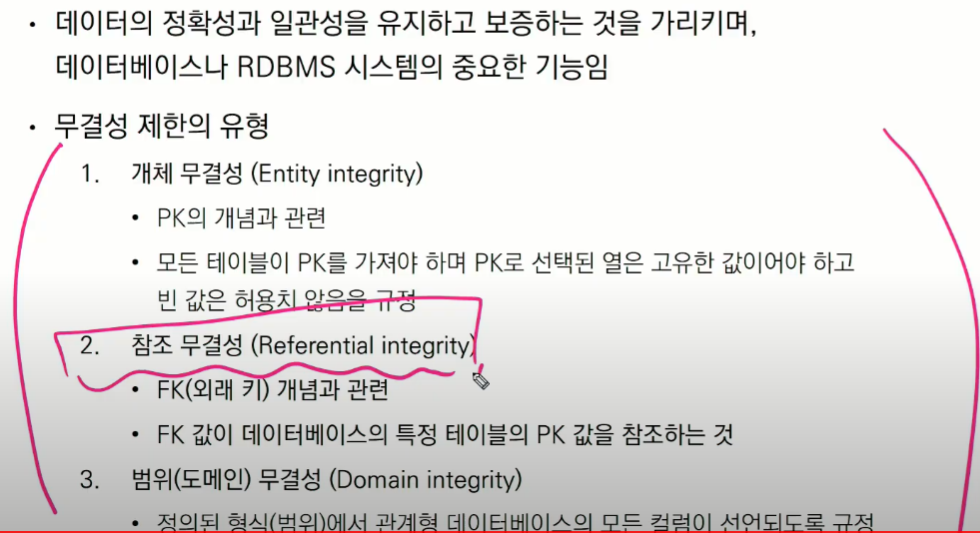 • 데이터의 정확성과 일관성을 유지하고 보증하는 것을 가리키며,
데이터베이스나 RDBMS 시스템의 중요한 기능임
• 무결성 제한의 유형
1. 개체 무결성 (Entity integrity)
• PK의 개념과 관련
• 모든 테이블이 PK를 가져야 하며 PK로 선택된 열은 고유한 값이어야 하고
빈 값은 허용치 않음을 규정
2. 참조 무결성 (Referential integrity)
• FK(외래 키) 개념과 관련
• FK 값이 데이터베이스의 특정 테이블의 PK 값을 참조하는 것
3. 범위(도메인) 무결성 (Domain integrity)
• 정의된 형식(범위)에서 관계형 데이터베이스의 모든 컬럼이 선언되도록 규정